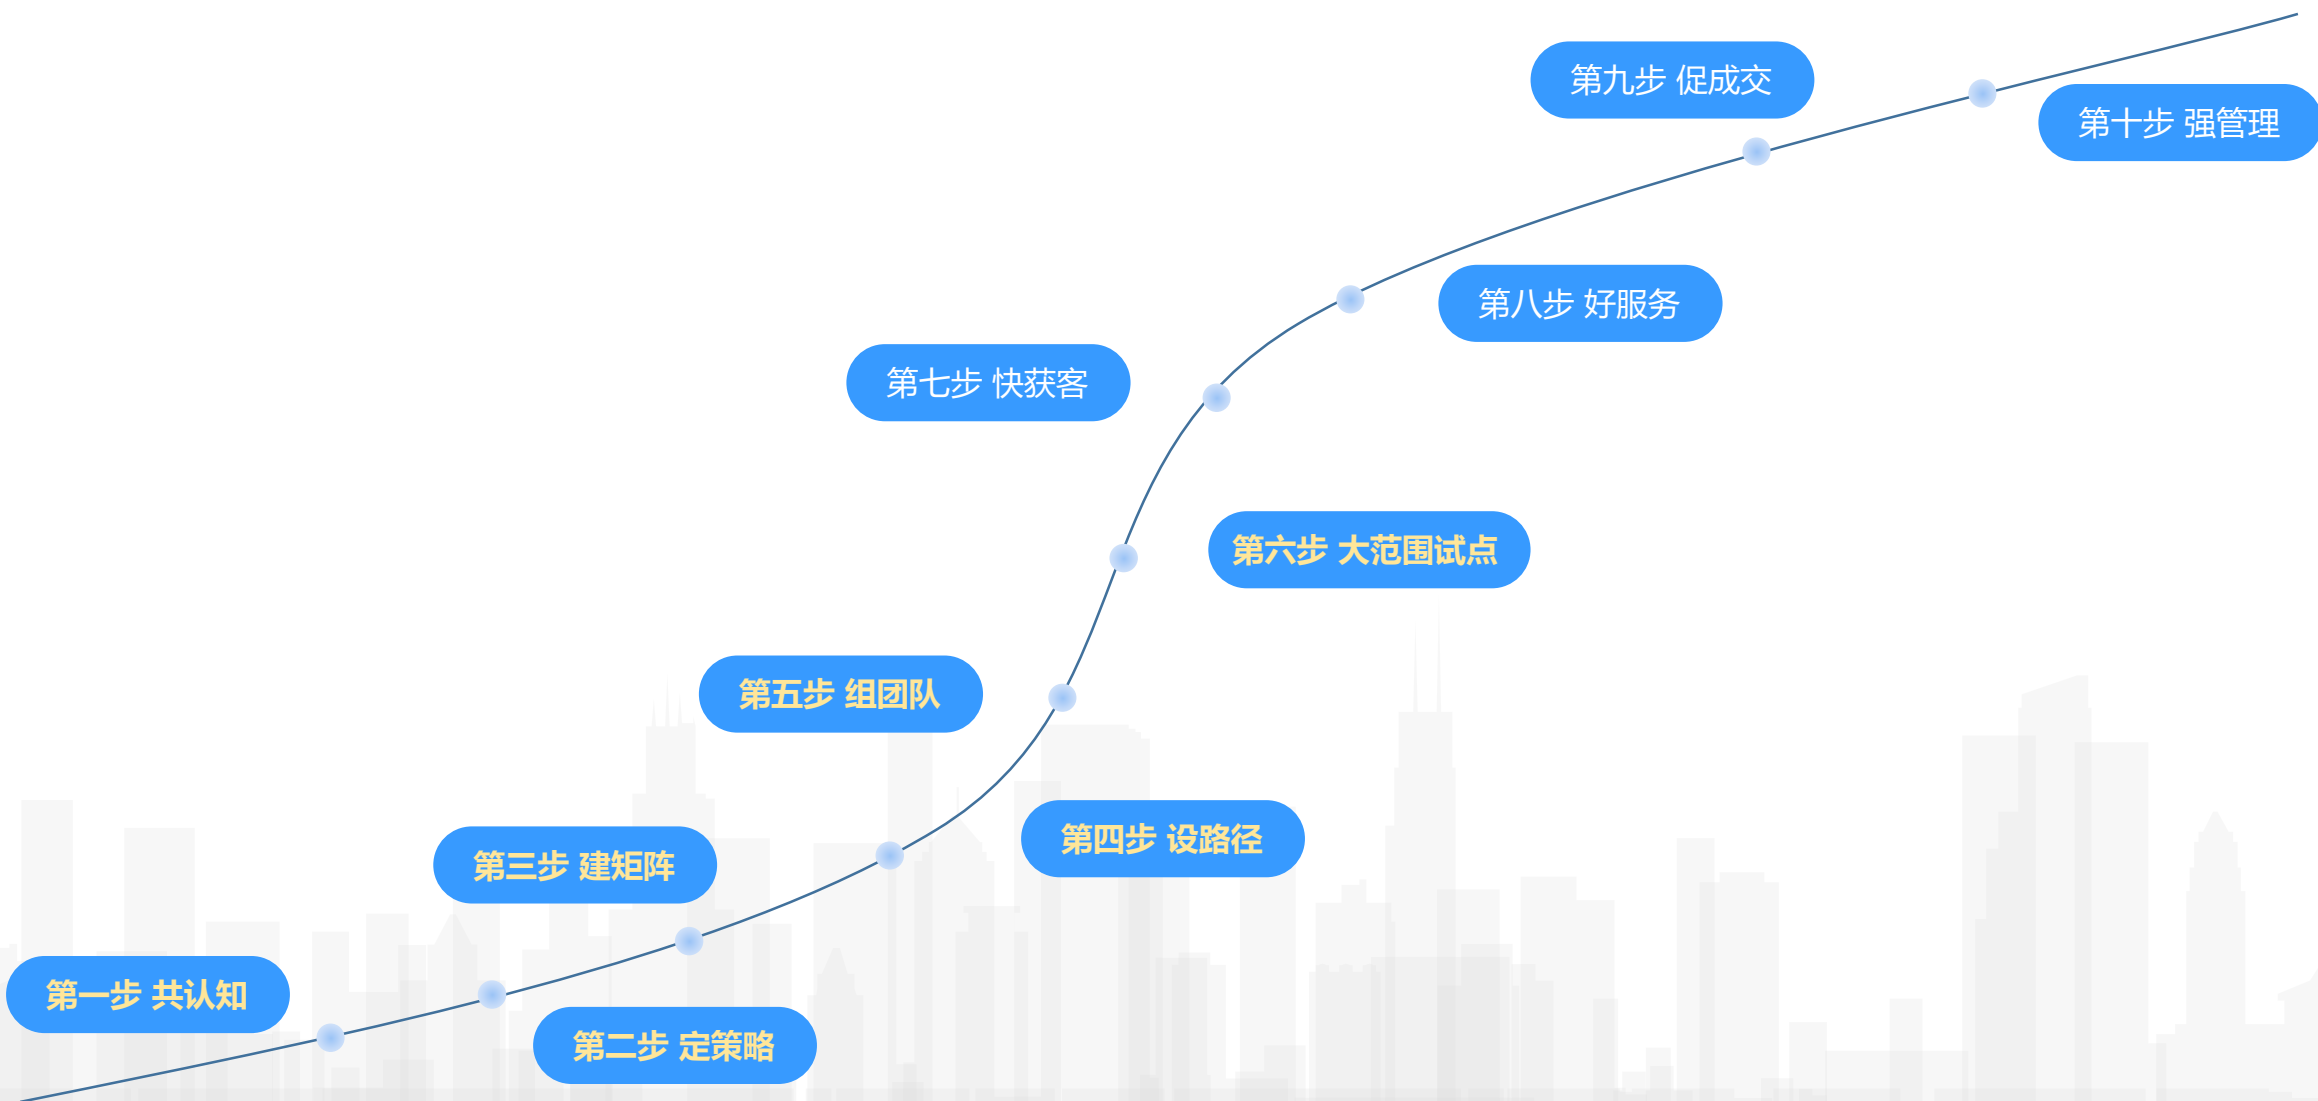 第一步 共认知
第二步 定策略
第三步 建矩阵
第四步 设路径
第五步 组团队
第六步 大范围试点
第七步 快获客
第八步 好服务
第九步 促成交
第十步 强管理